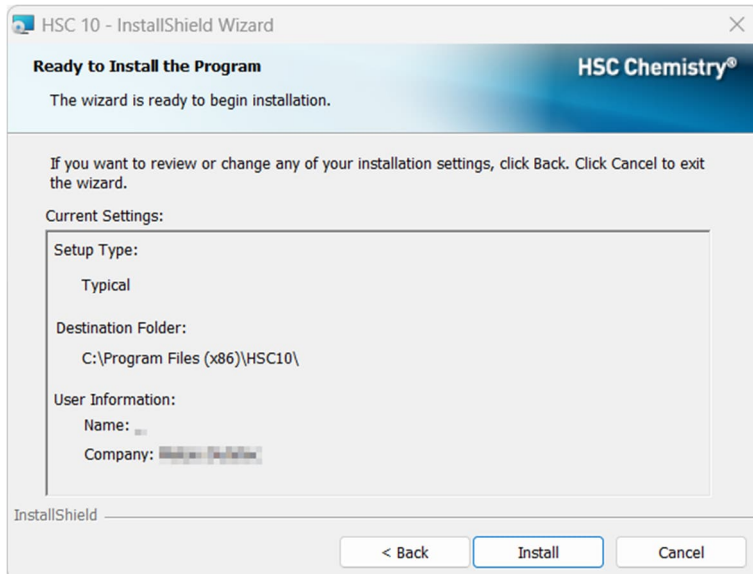 HSC 10 - InstallShield Wizard
Ready to Install the Program
HSC Chemistry®
The wizard is ready to begin installation.
If you want to review or change any of your installation settings, click Back. Click Cancel to exit
the wizard.
Current Settings:
Setup Type:
Typical
Destination Folder:
C:\Program Files (x86)\HSC10\
User Information:
Name:
Company:
InstallShield
< Back
Install
Cancel